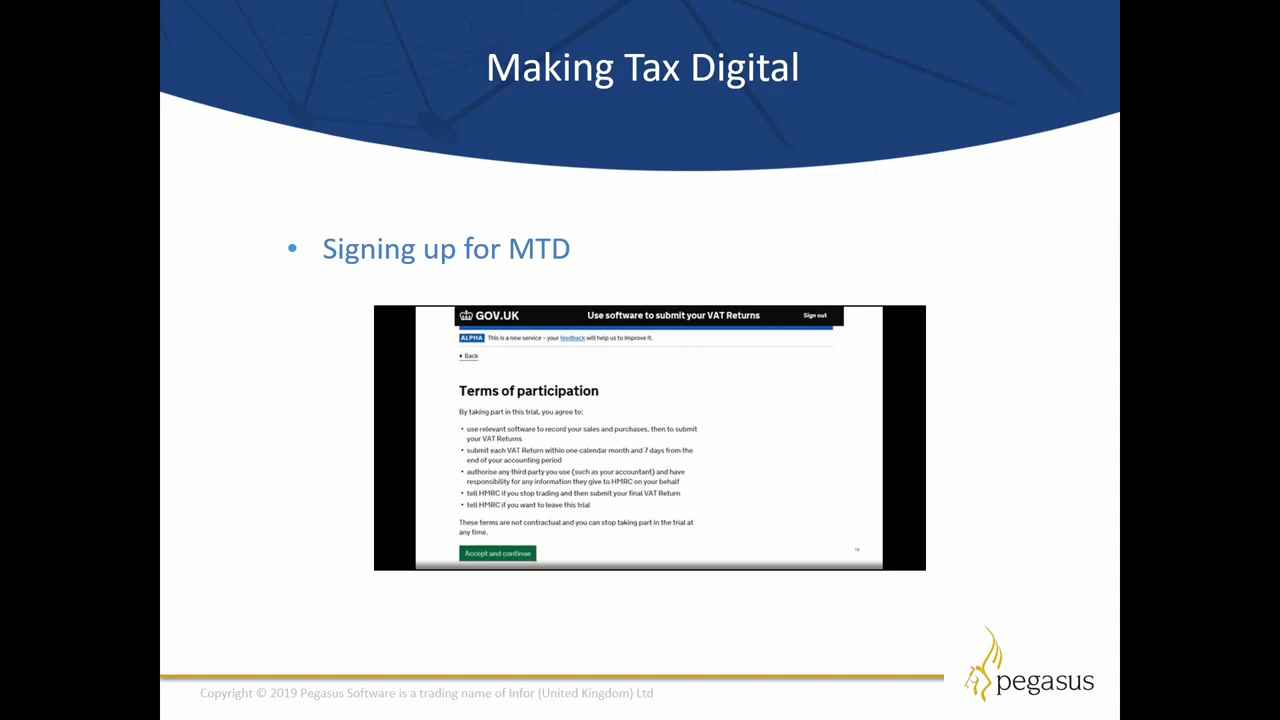 Making Tax Digital
• Signing up for MTD
GOV.UK Use software to submit your VAT Returns Sign out
ALPHA This is a new service – your feedback will help us to improve it.
Back
Terms of participation
By taking part in this trial, you agree to:
• use relevant software to record your sales and purchases, then to submit
your VAT Returns
• submit each VAT Return within one calendar month and 7 days from the
end of your accounting period
• authorise any third party you use (such as your accountant) and have
responsibility for any information they give to HMRC on your behalf
• tell HMRC if you stop trading and then submit your final VAT Return
• tell HMRC if you want to leave this trial
These terms are not contractual and you can stop taking part in the trial at
any time.
Accept and continue
pegasus
Copyright © 2019 Pegasus Software is a trading name of Infor (United Kingdom) Ltd